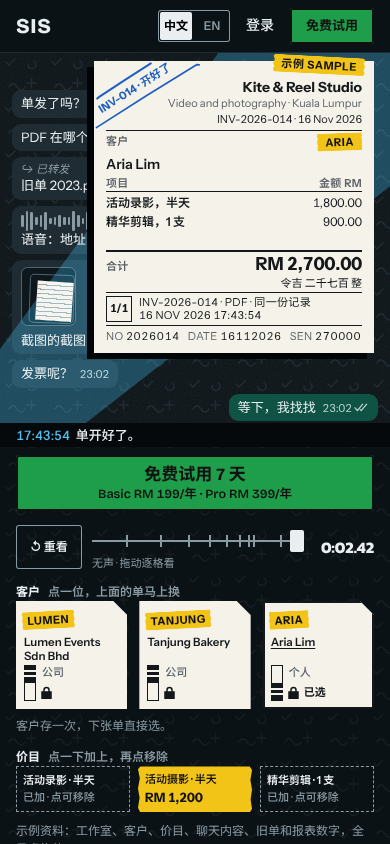 SIS
中文 EN
登录
免费试用
单发了吗？
PDF 在哪个
已转发
旧单 2023.p
语音：地址
截图的截图
发票呢？ 23:02
INV-2026-014 · 开好了
示例 SAMPLE
Kite & Reel Studio
Video and photography · Kuala Lumpur
INV-2026-014 · 16 Nov 2026
客户 ARIA
Aria Lim
项目 金额 RM
活动录影，半天 1,800.00
精华剪辑，1 支 900.00
合计 RM 2,700.00
令吉 二千七百 整
1/1
INV-2026-014 · PDF · 同一份记录
16 NOV 2026 17:43:54
NO 2026014 DATE 16112026 SEN 270000
等下，我找找 23:02
17:43:54 单开好了。
免费试用 7 天
Basic RM 199/年 · Pro RM 399/年
重看
0:02.42
无声 · 拖动逐格看
客户 点一位，上面的单马上换
LUMEN
Lumen Events
Sdn Bhd
公司
TANJUNG
Tanjung Bakery
公司
ARIA
Aria Lim
个人
已选
客户存一次，下张单直接选。
价目 点一下加上，再点移除
活动录影 · 半天
已加 · 点可移除
活动摄影 · 半天
RM 1,200
精华剪辑 · 1 支
已加 · 点可移除
示例资料：工作室、客户、价目、聊天内容、旧单和报表数字，全